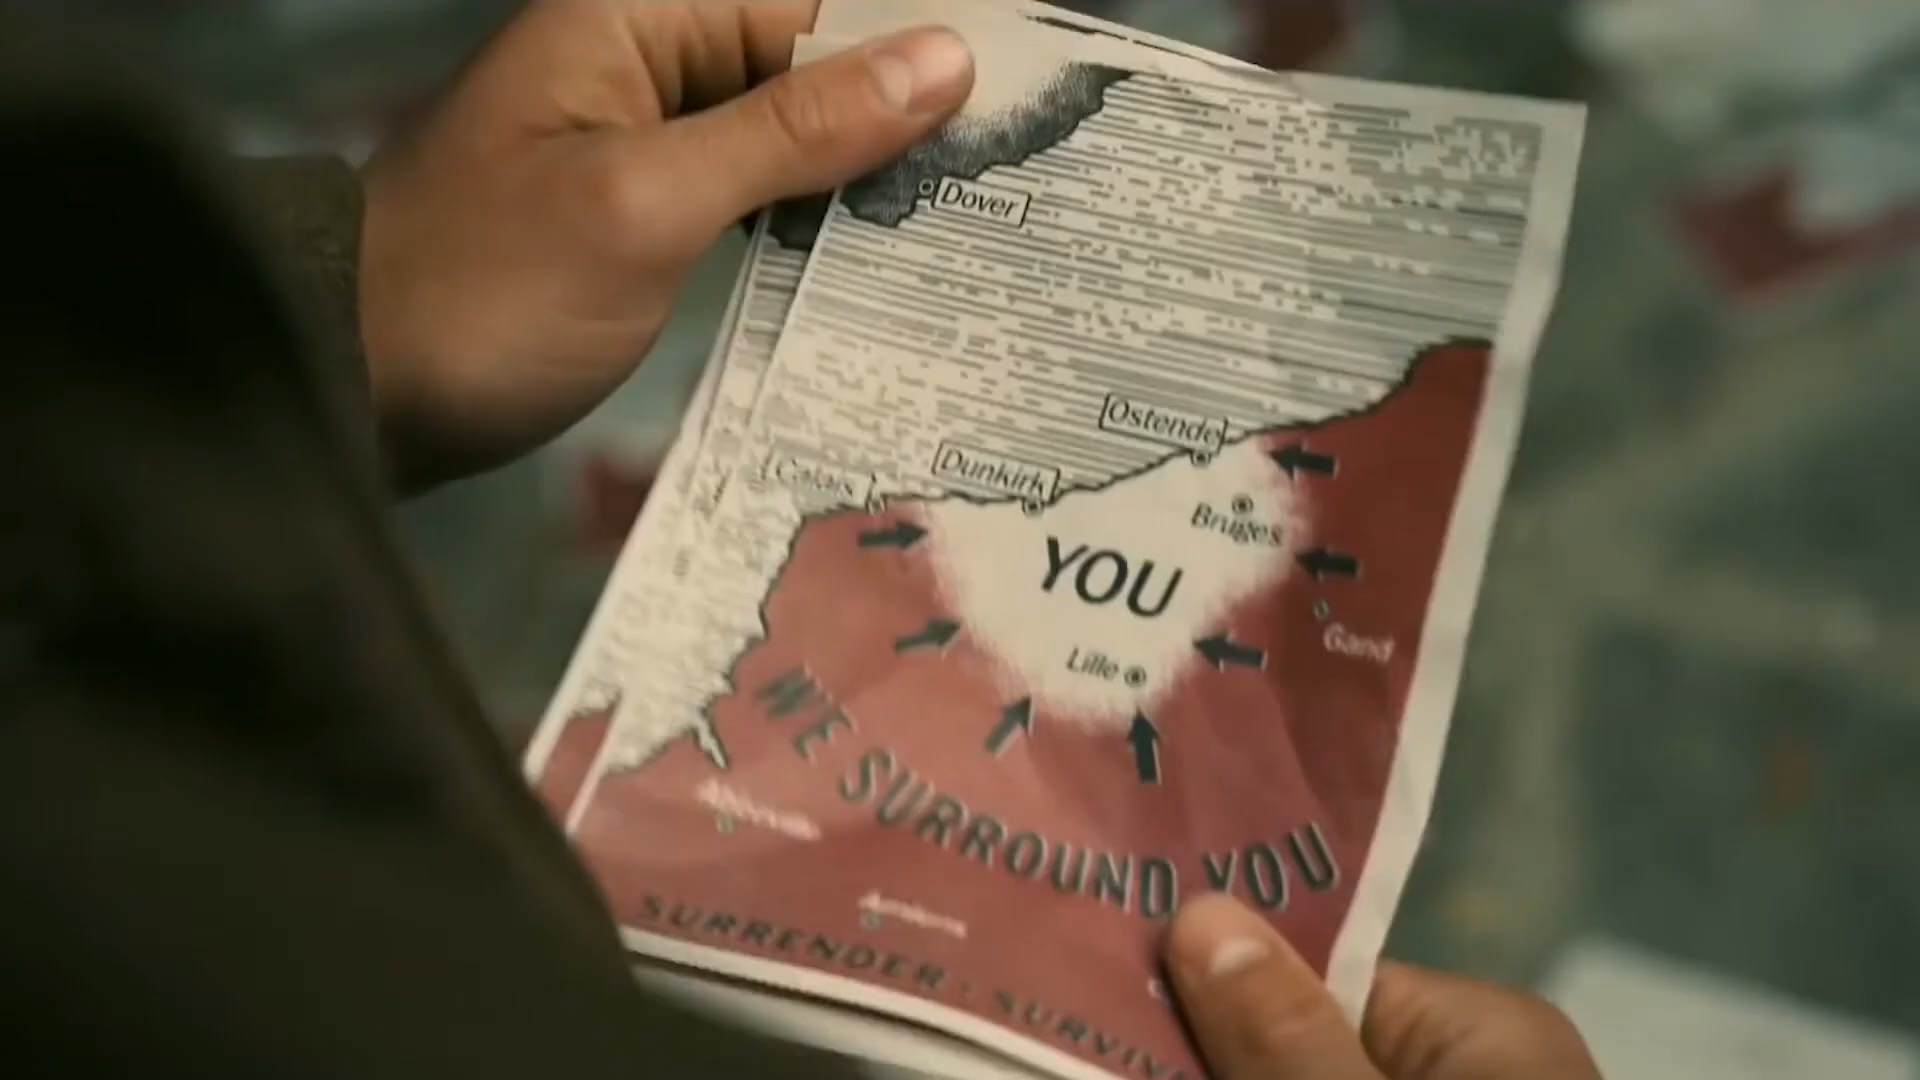 Dover
Ostende
Dunkirk
Calais
Bruges
YOU
Gand
Lille
WE SURROUND YOU
SURRENDER · SURVIVE